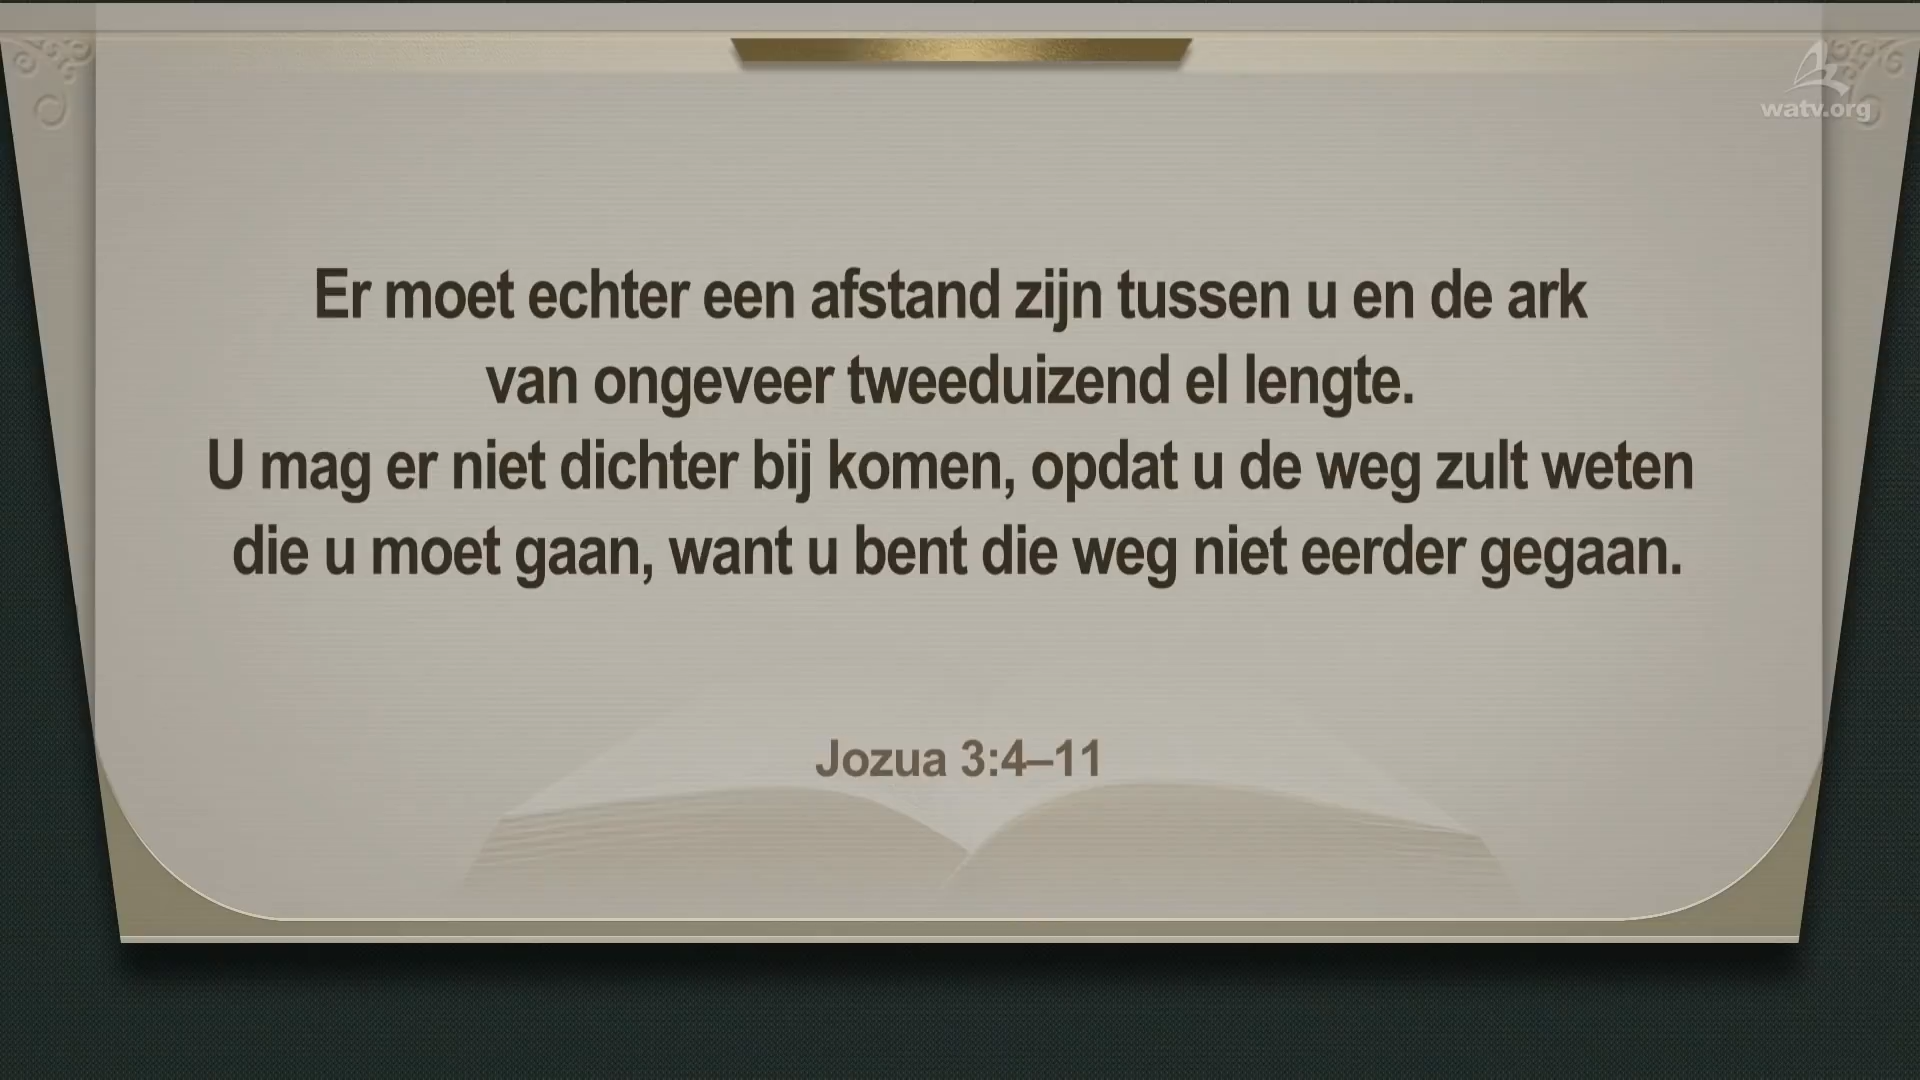 watv.org
Er moet echter een afstand zijn tussen u en de ark
van ongeveer tweeduizend el lengte.
U mag er niet dichter bij komen, opdat u de weg zult weten
die u moet gaan, want u bent die weg niet eerder gegaan.
Jozua 3:4–11